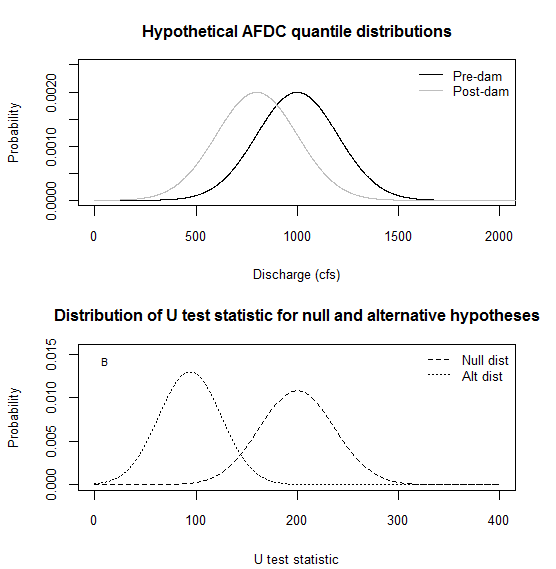 Hypothetical AFDC quantile distributions
Pre-dam
Post-dam
Probability
0.0020
0.0010
0.0000
0 500 1000 1500 2000
Discharge (cfs)
Distribution of U test statistic for null and alternative hypotheses
B
Null dist
Alt dist
Probability
0.015
0.010
0.005
0.000
0 100 200 300 400
U test statistic